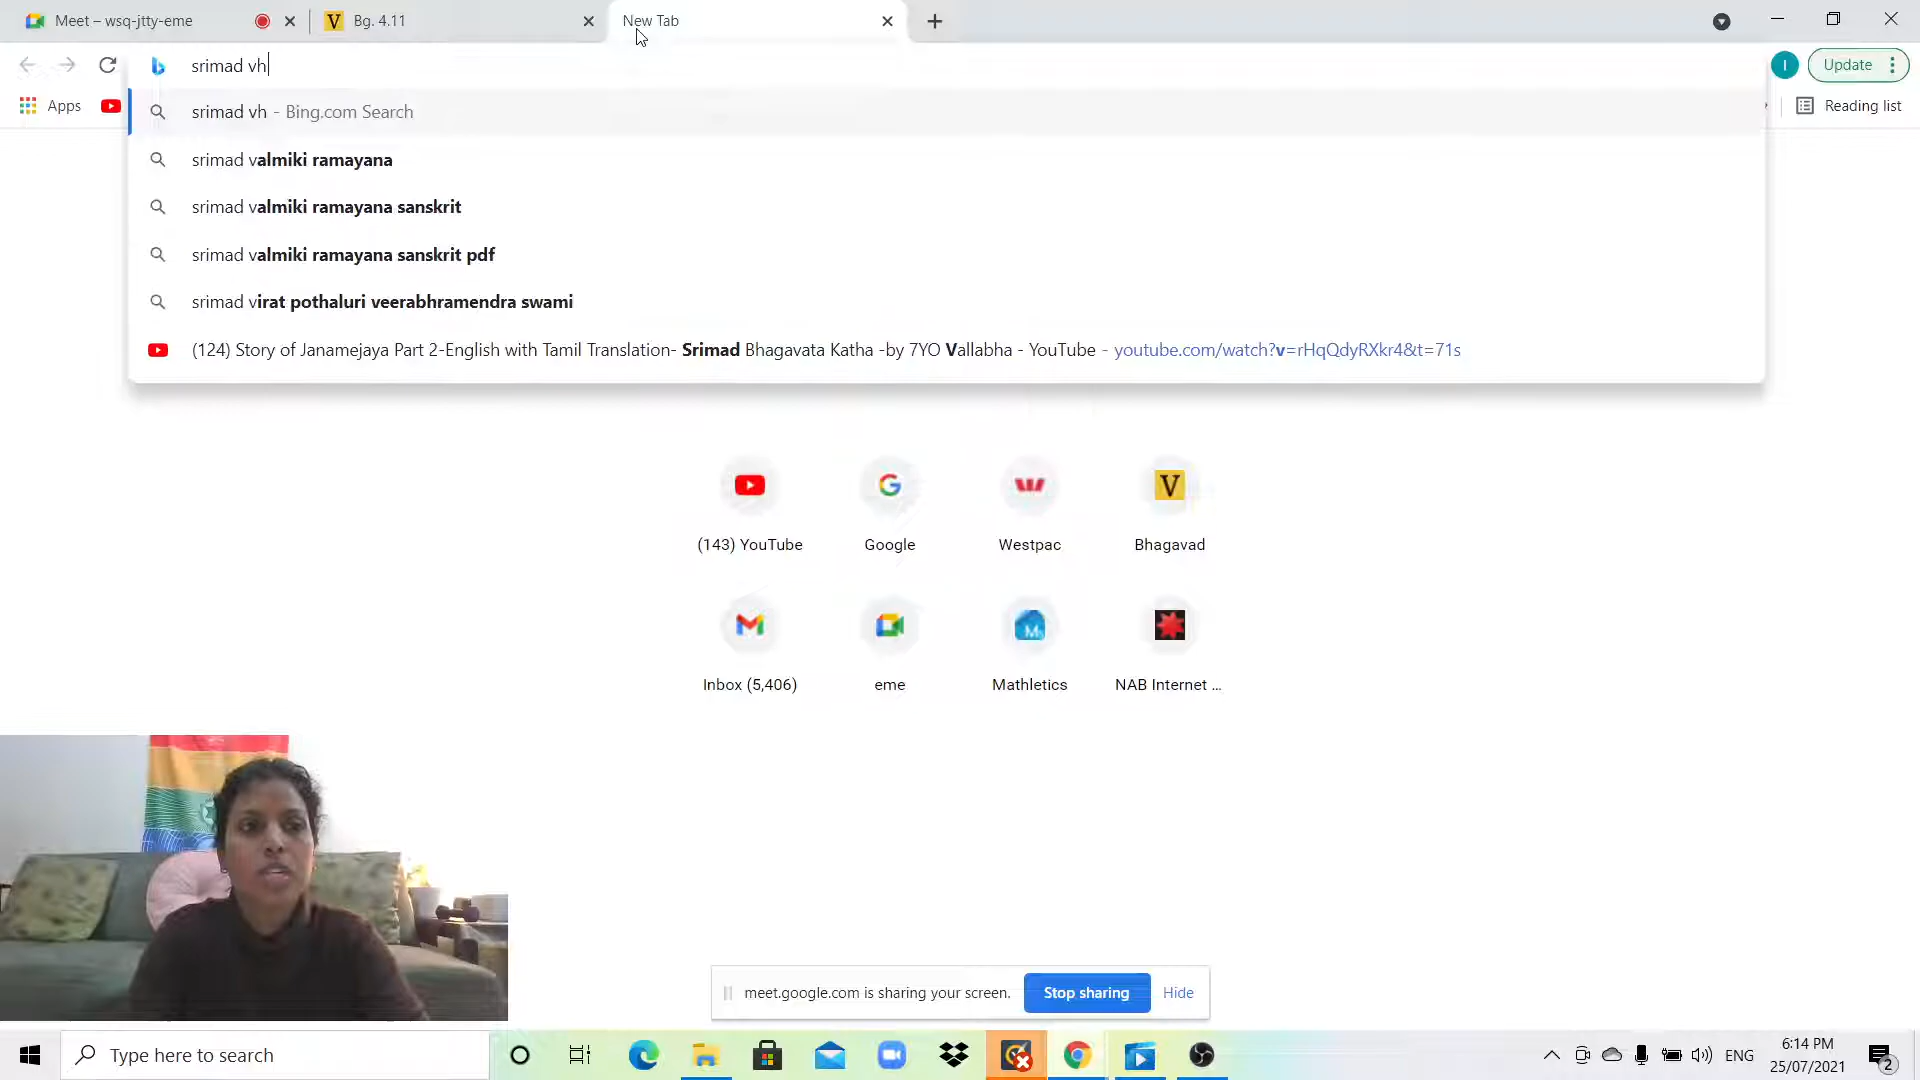 Meet – wsq-jtty-eme
Bg. 4.11
New Tab
srimad vh
Update
Apps
Reading list
srimad vh - Bing.com Search
srimad valmiki ramayana
srimad valmiki ramayana sanskrit
srimad valmiki ramayana sanskrit pdf
srimad virat pothaluri veerabhramendra swami
(124) Story of Janamejaya Part 2-English with Tamil Translation- Srimad Bhagavata Katha -by 7YO Vallabha - YouTube - youtube.com/watch?v=rHqQdyRXkr4&t=71s
(143) YouTube
Google
Westpac
Bhagavad
Inbox (5,406)
eme
Mathletics
NAB Internet ...
meet.google.com is sharing your screen.
Stop sharing
Hide
Type here to search
ENG
6:14 PM
25/07/2021
2